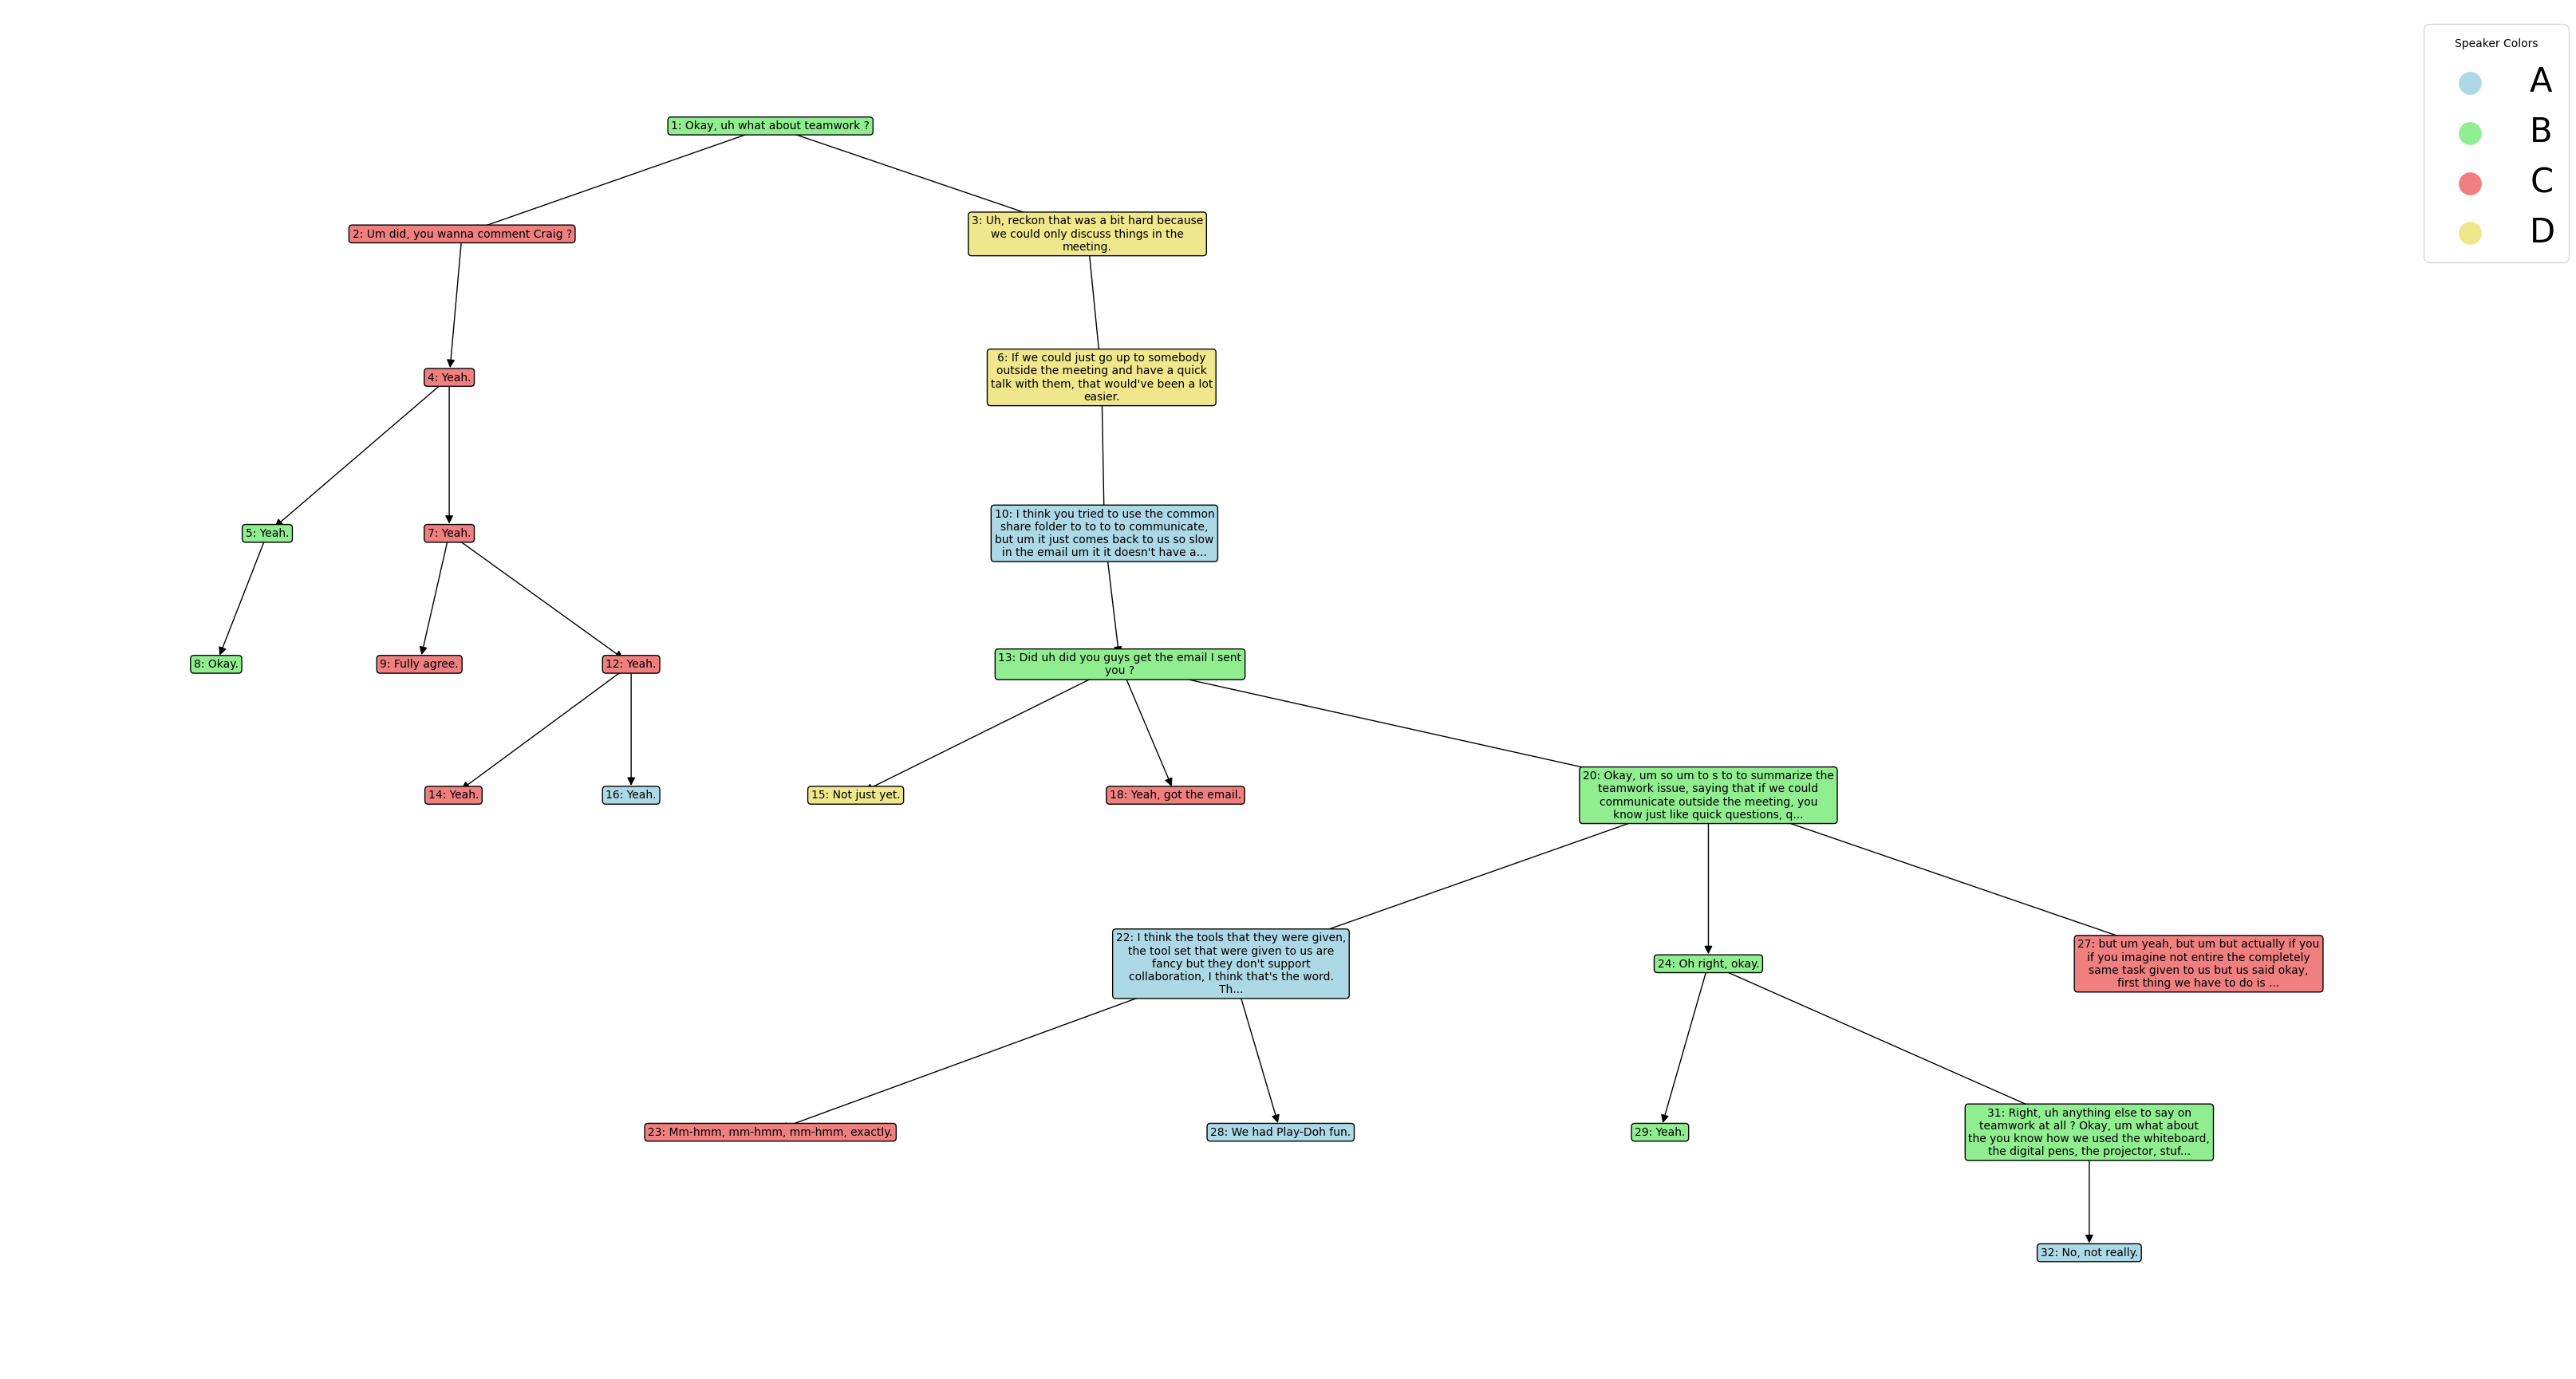 Speaker Colors
A
B
C
D
1: Okay, uh what about teamwork ?
2: Um did, you wanna comment Craig ?
3: Uh, reckon that was a bit hard because
we could only discuss things in the
meeting.
4: Yeah.
6: If we could just go up to somebody
outside the meeting and have a quick
talk with them, that would've been a lot
easier.
5: Yeah.
7: Yeah.
10: I think you tried to use the common
share folder to to to to communicate,
but um it just comes back to us so slow
in the email um it it doesn't have a...
8: Okay.
9: Fully agree.
12: Yeah.
13: Did uh did you guys get the email I sent
you ?
14: Yeah.
16: Yeah.
15: Not just yet.
18: Yeah, got the email.
20: Okay, um so um to s to to summarize the
teamwork issue, saying that if we could
communicate outside the meeting, you
know just like quick questions, q...
22: I think the tools that they were given,
the tool set that were given to us are
fancy but they don't support
collaboration, I think that's the word.
Th...
24: Oh right, okay.
27: but um yeah, but um but actually if you
if you imagine not entire the completely
same task given to us but us said okay,
first thing we have to do is ...
23: Mm-hmm, mm-hmm, mm-hmm, exactly.
28: We had Play-Doh fun.
29: Yeah.
31: Right, uh anything else to say on
teamwork at all ? Okay, um what about
the you know how we used the whiteboard,
the digital pens, the projector, stuf...
32: No, not really.